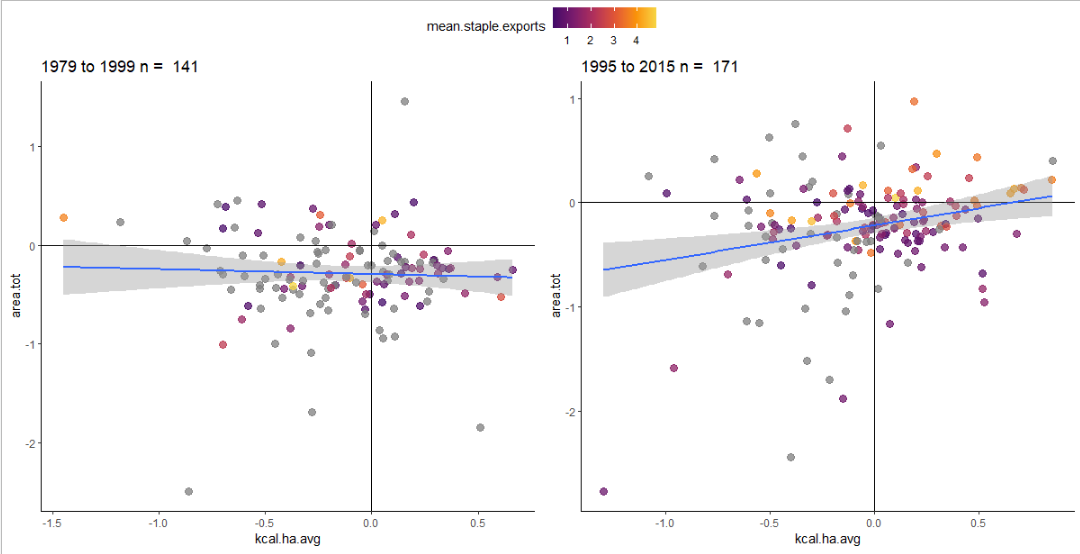 mean.staple.exports
1 2 3 4
1979 to 1999 n =  141
1995 to 2015 n =  171
area.tot
1
0
-1
-2
-1.5 -1.0 -0.5 0.0 0.5
kcal.ha.avg
area.tot
1
0
-1
-2
-1.0 -0.5 0.0 0.5
kcal.ha.avg